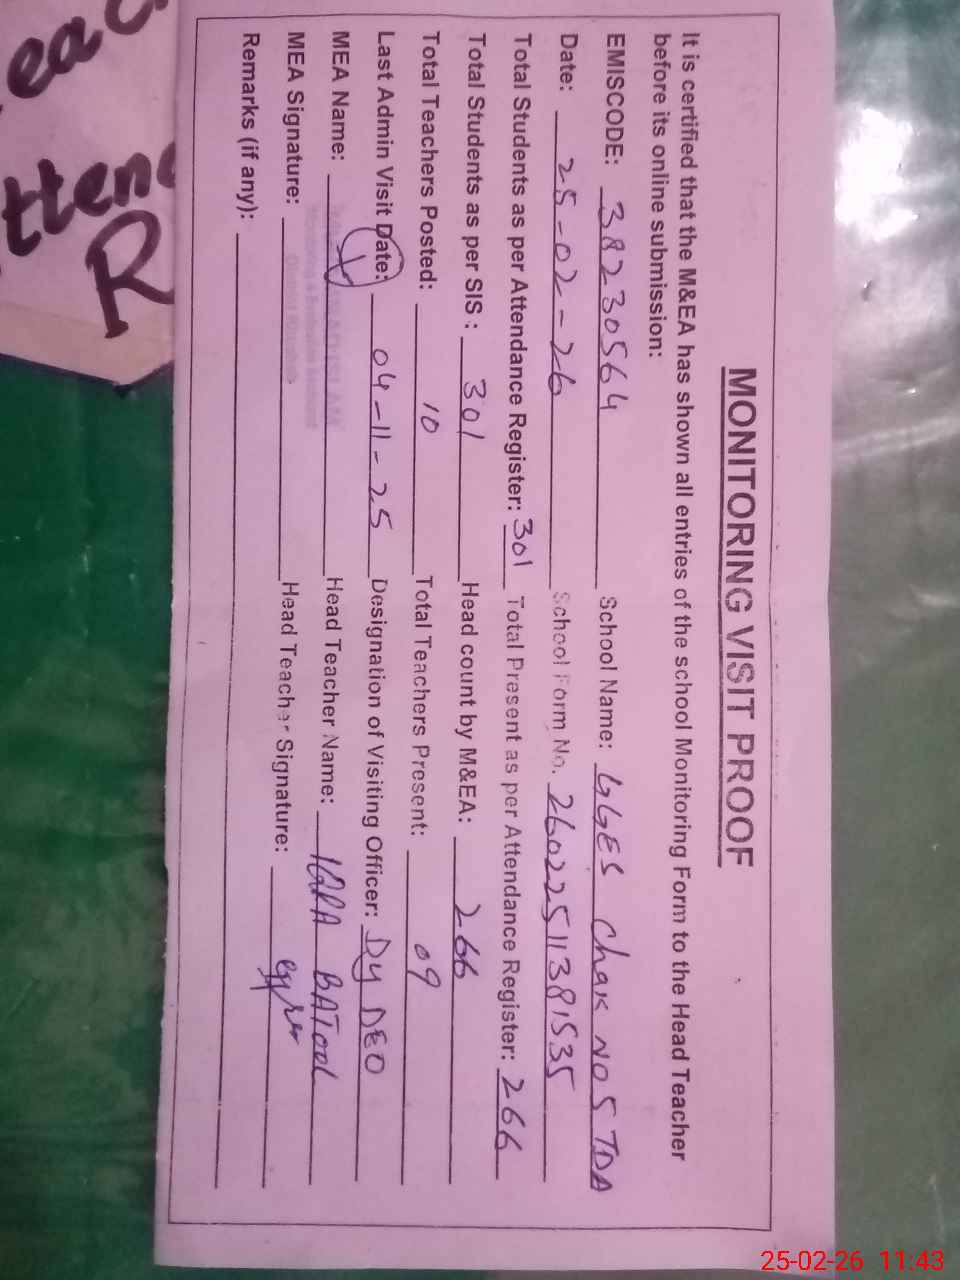 MONITORING VISIT PROOF
It is certified that the M&EA has shown all entries of the school Monitoring Form to the Head Teacher
before its online submission:
EMISCODE: 38230564 School Name: GGES Chak NO 5 TDA
Date: 25-02-26 School Form No. 26022511381535
Total Students as per Attendance Register: 301 Total Present as per Attendance Register: 266
Total Students as per SIS : 301 Head count by M&EA: 266
Total Teachers Posted: 10 Total Teachers Present: 09
Last Admin Visit Date: 04-11-25 Designation of Visiting Officer: Dy DEO
MEA Name: Head Teacher Name: IQRA BATOOL
MEA Signature: Head Teacher Signature:
Remarks (if any):
R
25-02-26 11:43